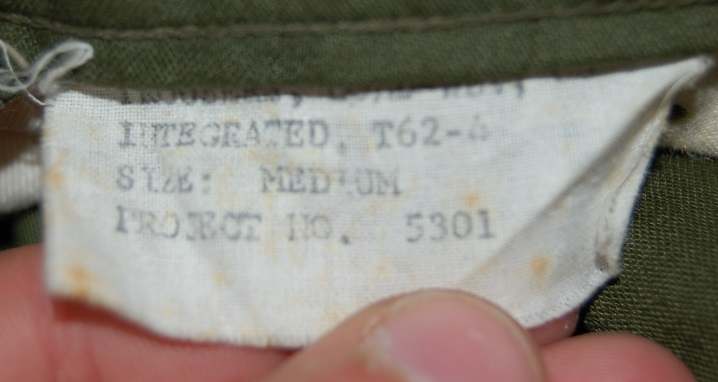 INTEGRATED, T62-4
SIZE: MEDIUM
PROJECT NO. 5301